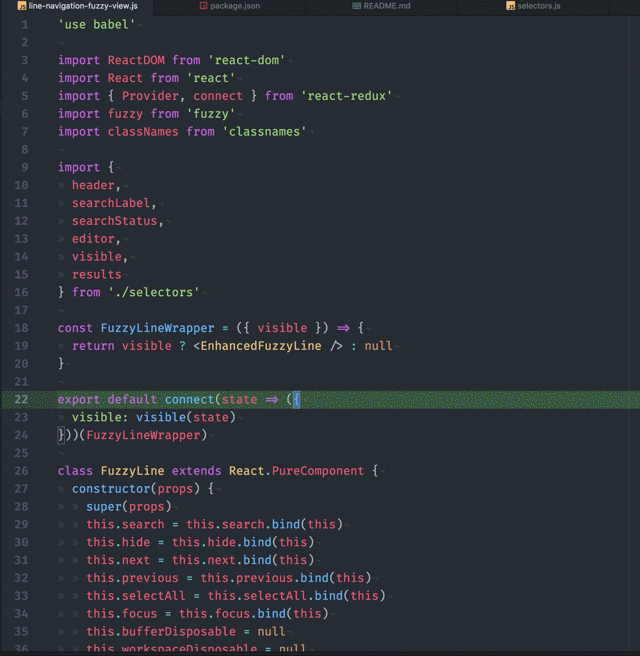 line-navigation-fuzzy-view.js package.json README.md selectors.js
1 'use babel'
2
3 import ReactDOM from 'react-dom'
4 import React from 'react'
5 import { Provider, connect } from 'react-redux'
6 import fuzzy from 'fuzzy'
7 import classNames from 'classnames'
8
9 import {
10 header,
11 searchLabel,
12 searchStatus,
13 editor,
14 visible,
15 results
16 } from './selectors'
17
18 const FuzzyLineWrapper = ({ visible }) => {
19 return visible ? <EnhancedFuzzyLine /> : null
20 }
21
22 export default connect(state => ({
23 visible: visible(state)
24 }))(FuzzyLineWrapper)
25
26 class FuzzyLine extends React.PureComponent {
27 constructor(props) {
28 super(props)
29 this.search = this.search.bind(this)
30 this.hide = this.hide.bind(this)
31 this.next = this.next.bind(this)
32 this.previous = this.previous.bind(this)
33 this.selectAll = this.selectAll.bind(this)
34 this.focus = this.focus.bind(this)
35 this.bufferDisposable = null
36 this.workspaceDisposable = null